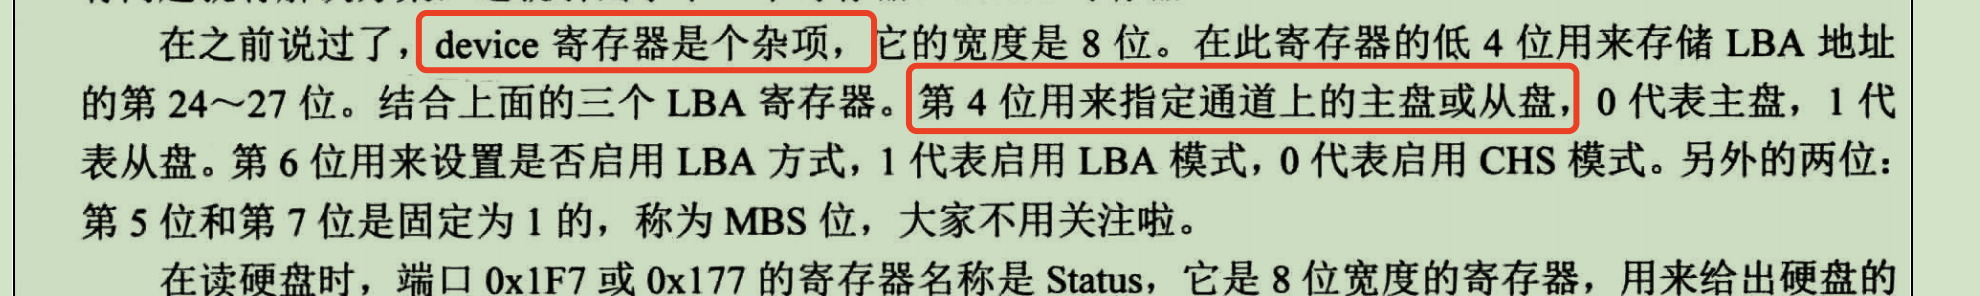 在之前说过了，device 寄存器是个杂项，它的宽度是 8 位。在此寄存器的低 4 位用来存储 LBA 地址
的第 24～27 位。结合上面的三个 LBA 寄存器。第 4 位用来指定通道上的主盘或从盘，0 代表主盘，1 代
表从盘。第 6 位用来设置是否启用 LBA 方式，1 代表启用 LBA 模式，0 代表启用 CHS 模式。另外的两位：
第 5 位和第 7 位是固定为 1 的，称为 MBS 位，大家不用关注啦。
在读硬盘时，端口 0x1F7 或 0x177 的寄存器名称是 Status，它是 8 位宽度的寄存器，用来给出硬盘的